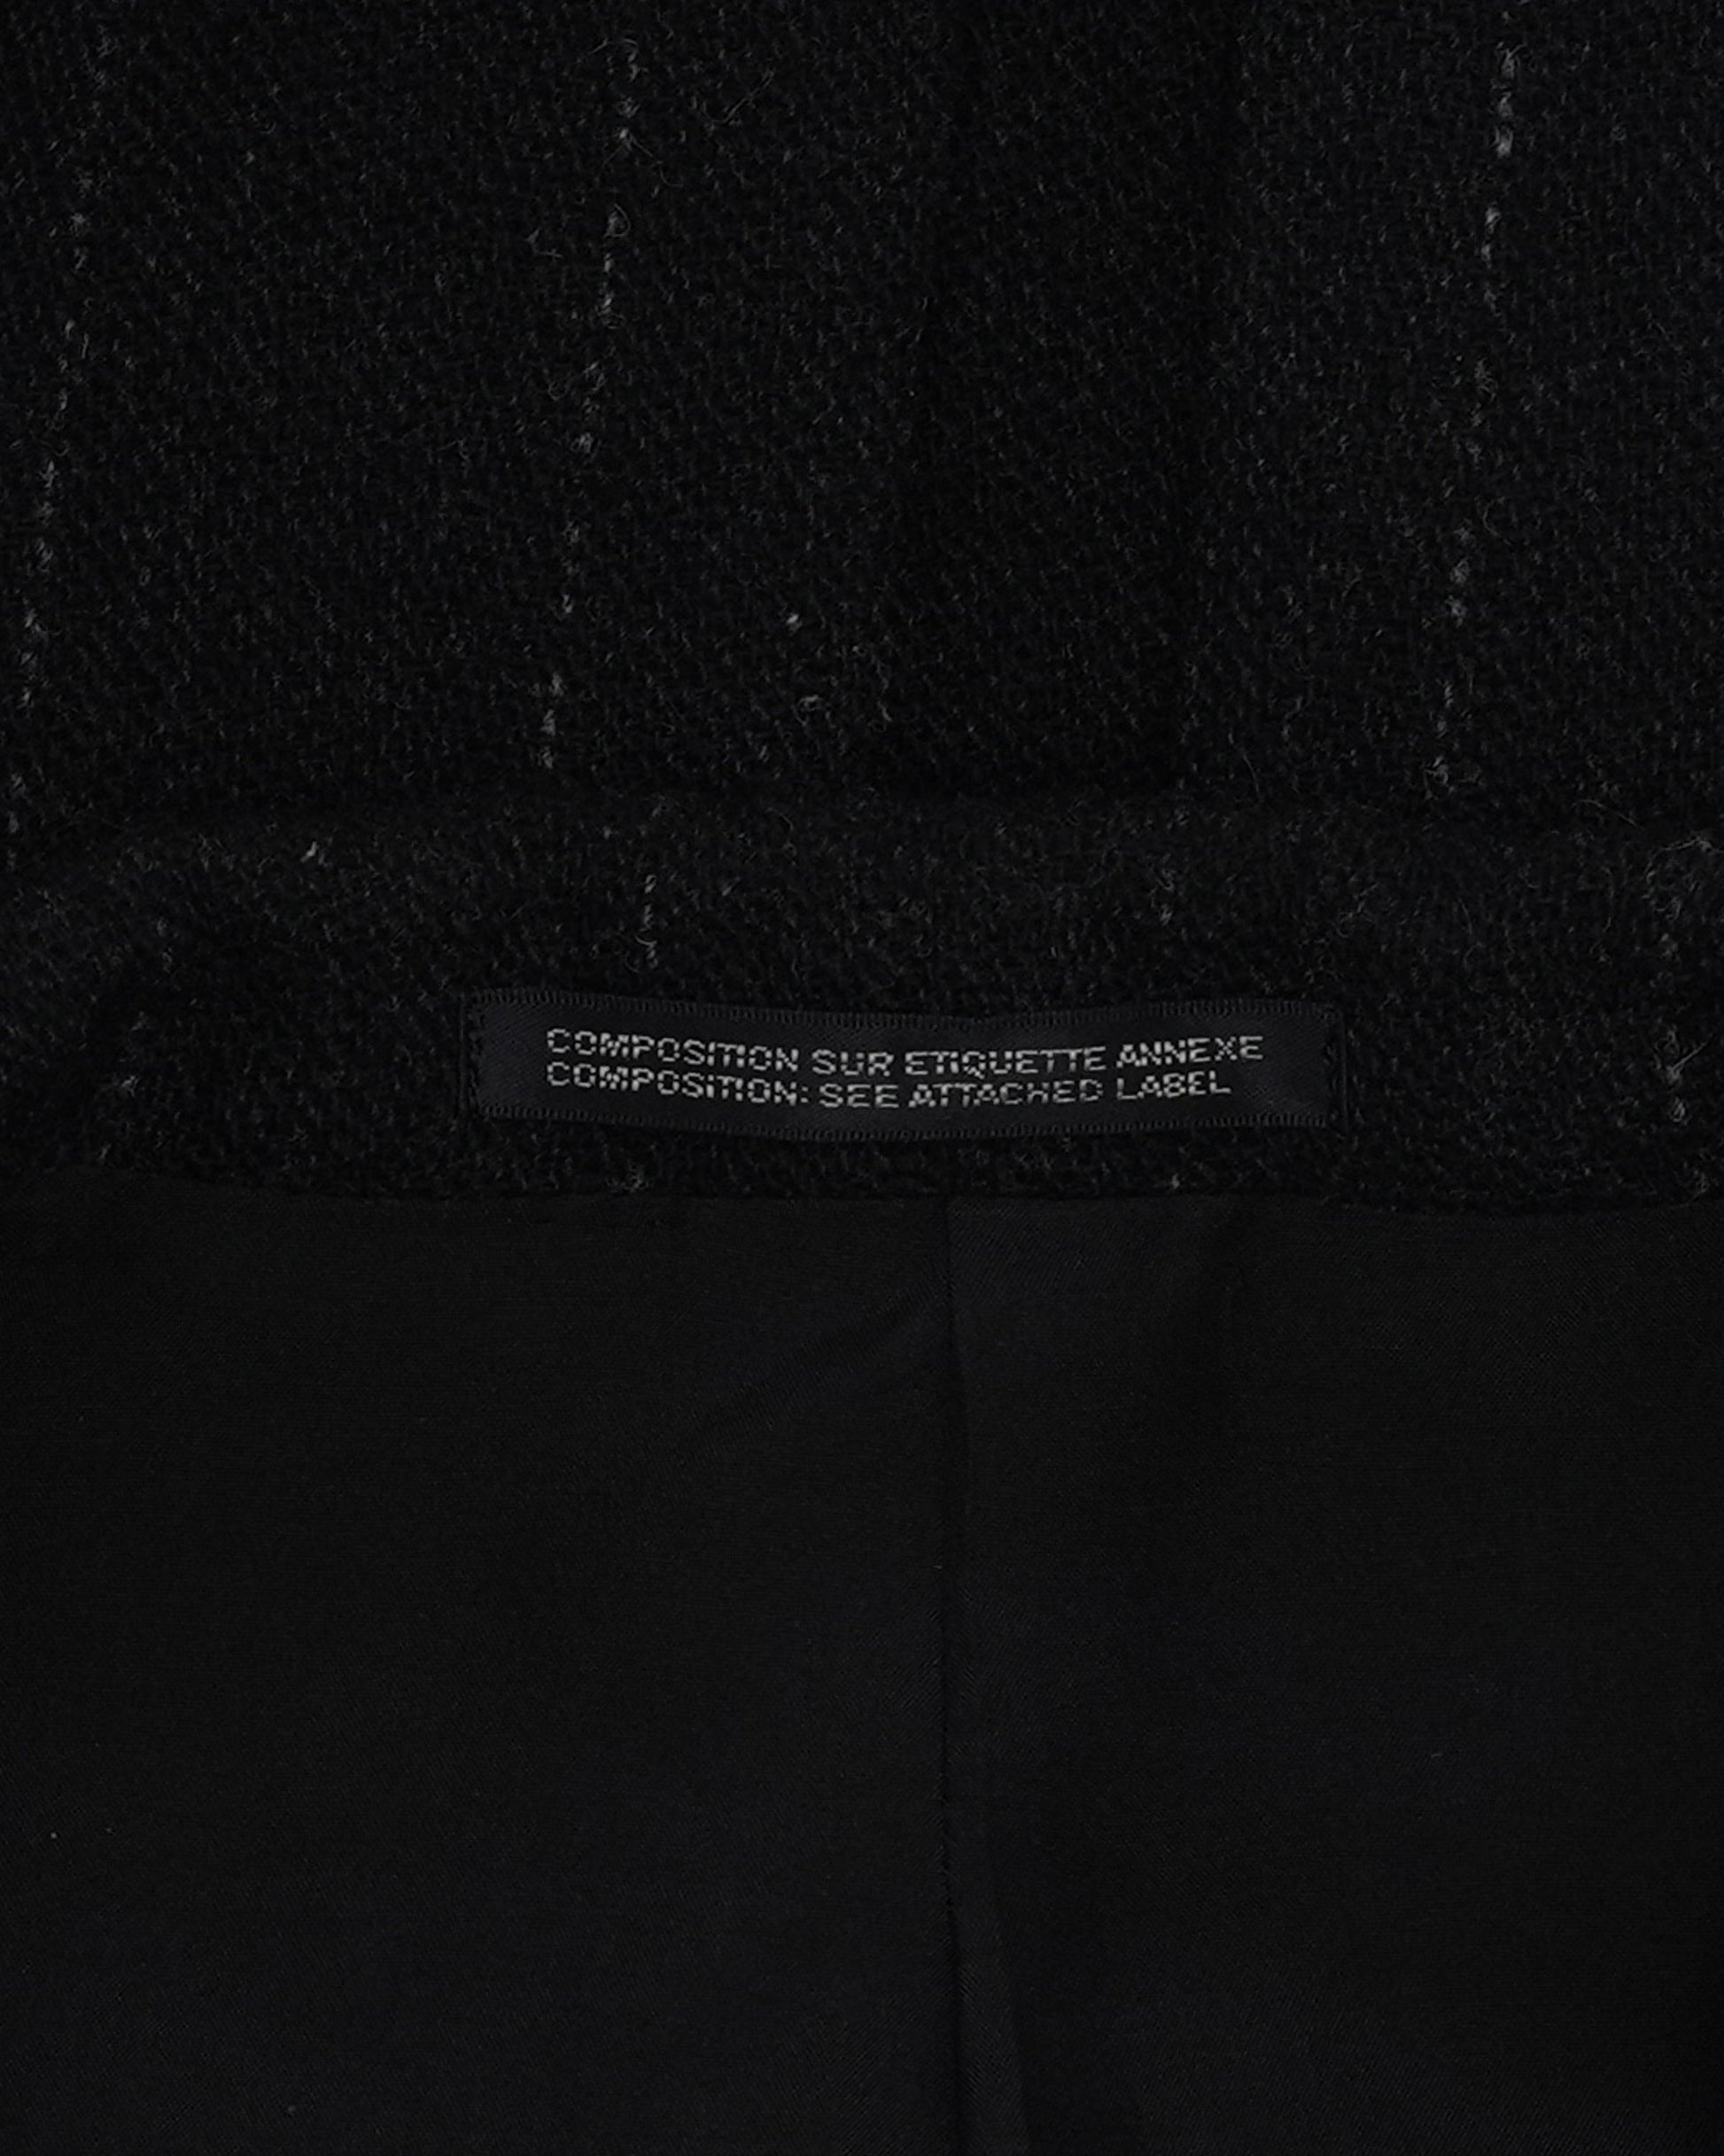 COMPOSITION SUR ETIQUETTE ANNEXE
COMPOSITION: SEE ATTACHED LABEL